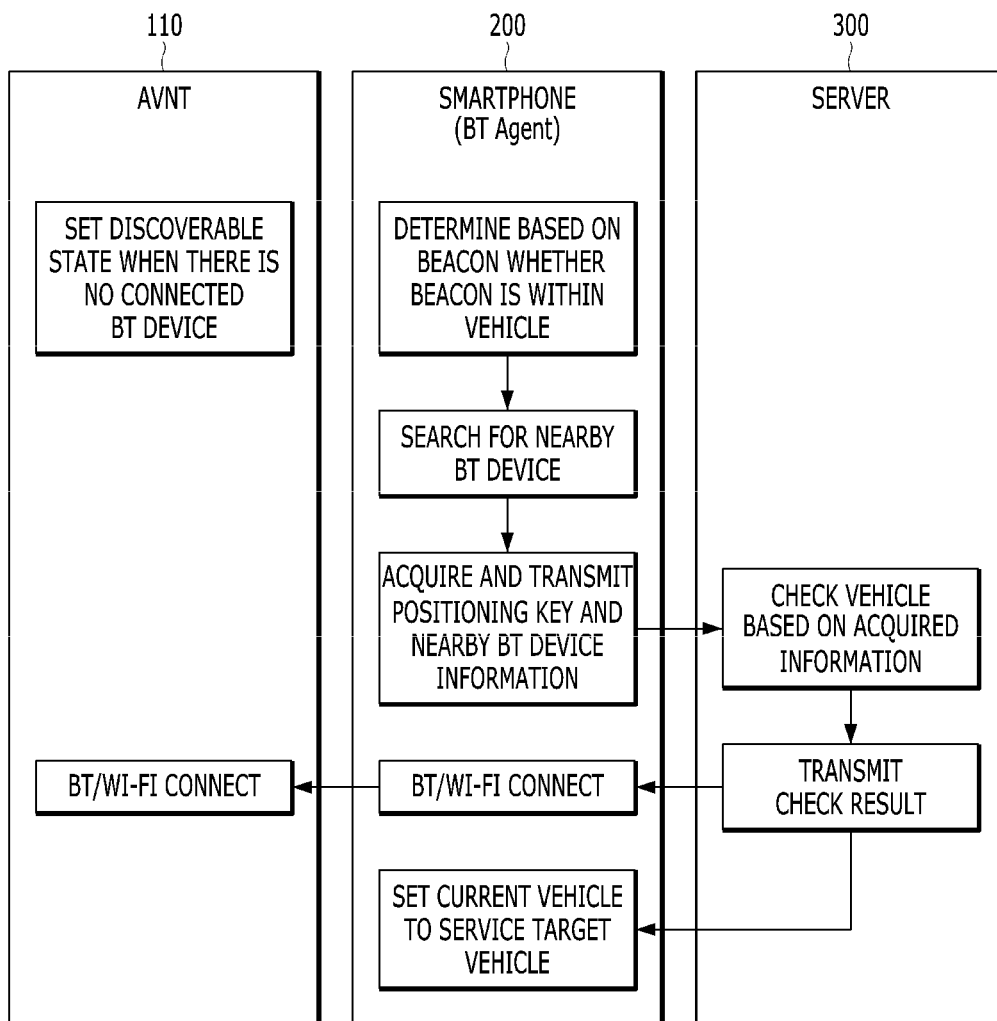 110
200
300
AVNT
SMARTPHONE
(BT Agent)
SERVER
SET DISCOVERABLE
STATE WHEN THERE IS
NO CONNECTED
BT DEVICE
DETERMINE BASED ON
BEACON WHETHER
BEACON IS WITHIN
VEHICLE
SEARCH FOR NEARBY
BT DEVICE
ACQUIRE AND TRANSMIT
POSITIONING KEY AND
NEARBY BT DEVICE
INFORMATION
CHECK VEHICLE
BASED ON ACQUIRED
INFORMATION
BT/WI-FI CONNECT
BT/WI-FI CONNECT
TRANSMIT
CHECK RESULT
SET CURRENT VEHICLE
TO SERVICE TARGET
VEHICLE